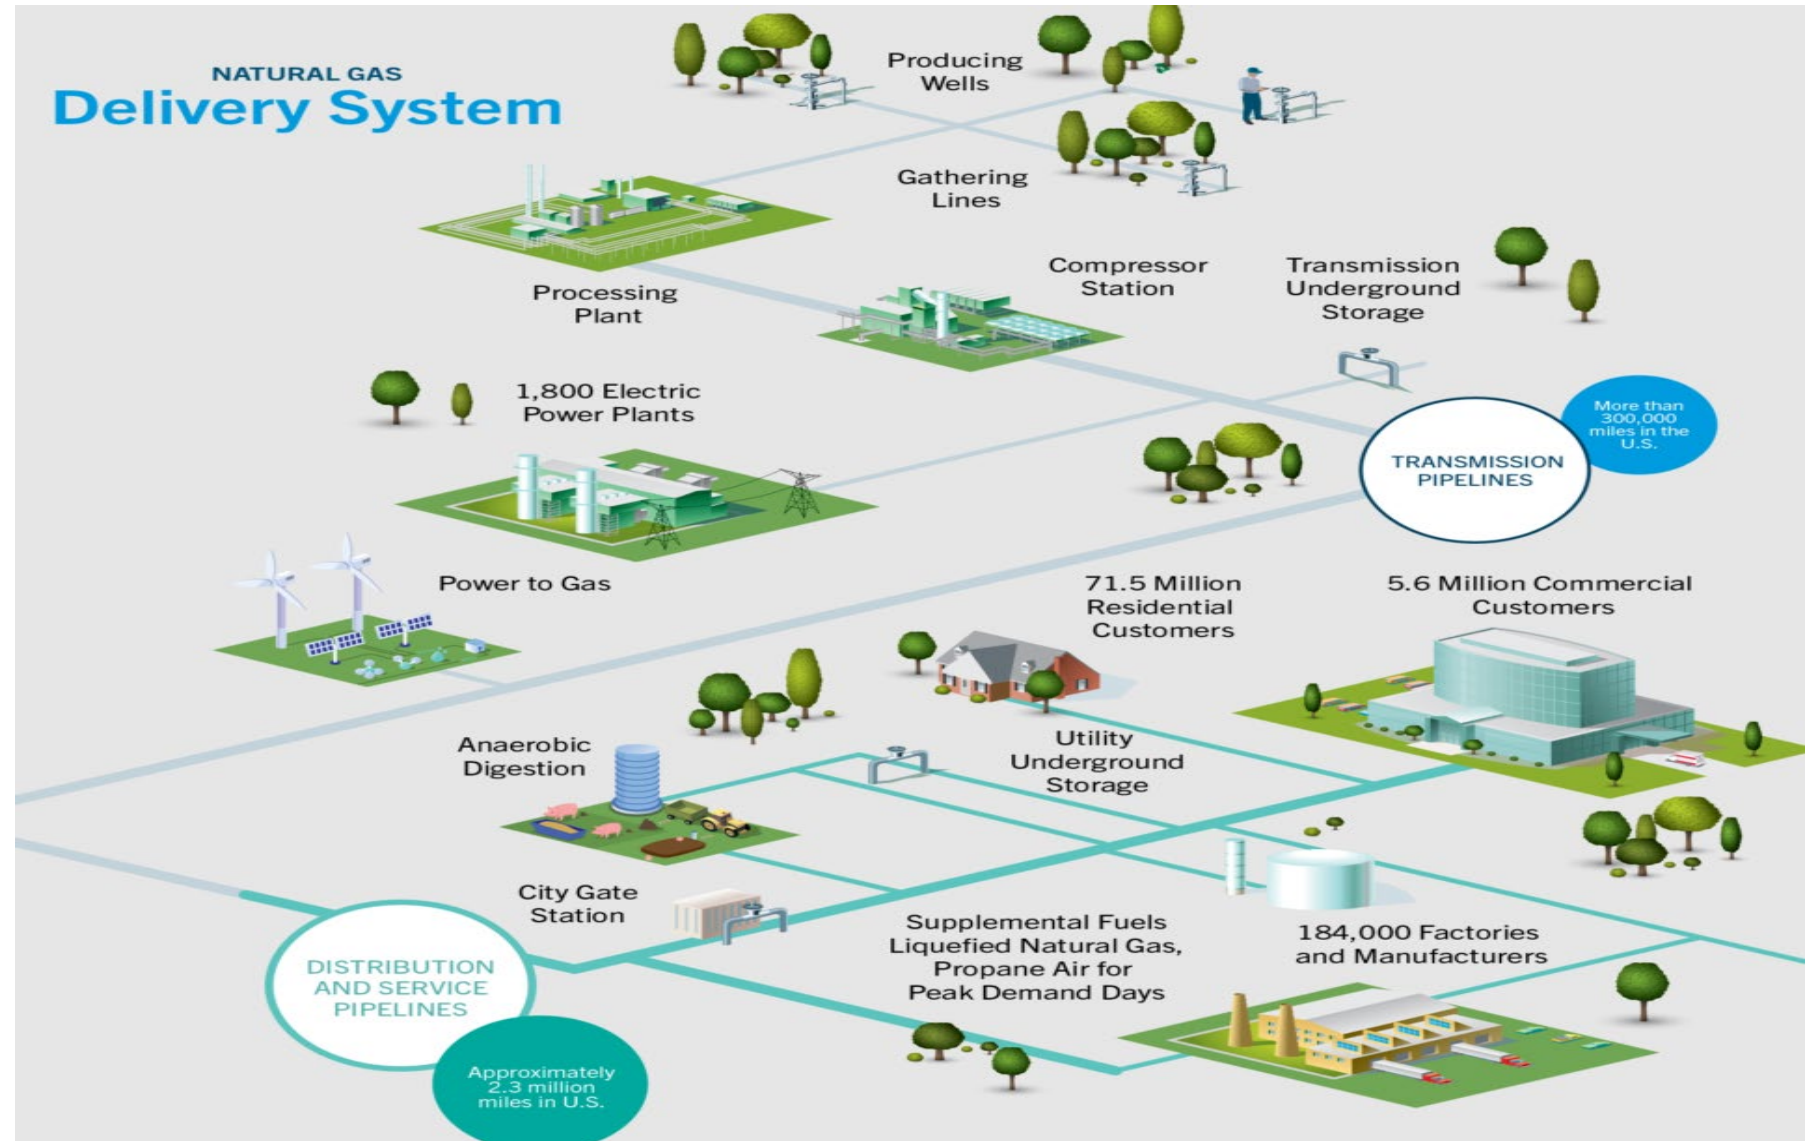 NATURAL GAS
Delivery System
Producing
Wells
Gathering
Lines
Processing
Plant
Compressor
Station
Transmission
Underground
Storage
1,800 Electric
Power Plants
More than
300,000
miles in the
U.S.
TRANSMISSION
PIPELINES
Power to Gas
71.5 Million
Residential
Customers
5.6 Million Commercial
Customers
Anaerobic
Digestion
Utility
Underground
Storage
City Gate
Station
Supplemental Fuels
Liquefied Natural Gas,
Propane Air for
Peak Demand Days
184,000 Factories
and Manufacturers
DISTRIBUTION
AND SERVICE
PIPELINES
Approximately
2.3 million
miles in U.S.